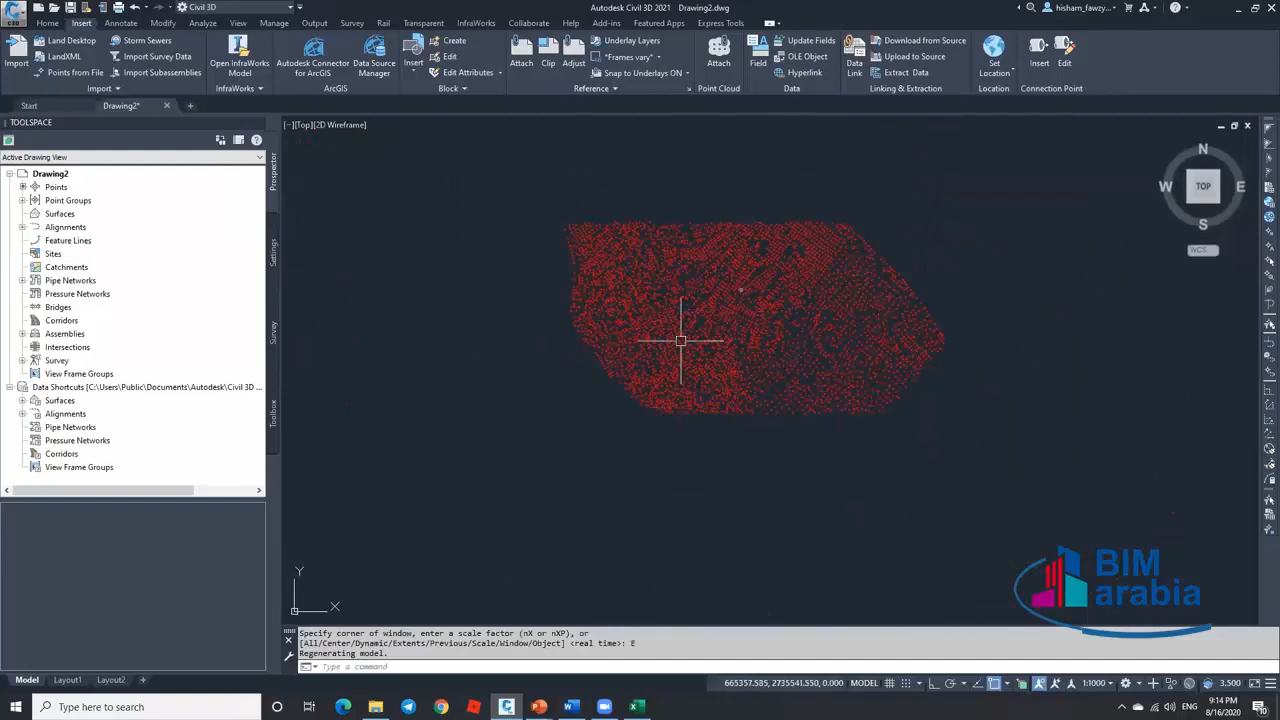 Civil 3D
Autodesk Civil 3D 2021 Drawing2.dwg
hisham_fawzy...
Home Insert Annotate Modify Analyze View Manage Output Survey Rail Transparent InfraWorks Collaborate Help Add-ins Featured Apps Express Tools
Land Desktop
LandXML
Points from File
Storm Sewers
Import Survey Data
Import Subassemblies
Import
Import
Open InfraWorks Model
InfraWorks
Autodesk Connector for ArcGIS
Data Source Manager
ArcGIS
Insert
Create
Edit
Edit Attributes
Block
Attach
Clip
Adjust
Underlay Layers
*Frames vary*
Snap to Underlays ON
Reference
Attach
Point Cloud
Field
Update Fields
OLE Object
Hyperlink
Data
Data Link
Download from Source
Upload to Source
Extract Data
Linking & Extraction
Set Location
Location
Insert
Edit
Connection Point
Start
Drawing2*
TOOLSPACE
Active Drawing View
Drawing2
Points
Point Groups
Surfaces
Alignments
Feature Lines
Sites
Catchments
Pipe Networks
Pressure Networks
Bridges
Corridors
Assemblies
Intersections
Survey
View Frame Groups
Data Shortcuts [C:\Users\Public\Documents\Autodesk\Civil 3D ...
Surfaces
Alignments
Pipe Networks
Pressure Networks
Corridors
View Frame Groups
Prospector
Settings
Survey
Toolbox
[−][Top][2D Wireframe]
N
W TOP E
S
WCS
Y
X
BIM
arabia
Specify corner of window, enter a scale factor (nX or nXP), or
[All/Center/Dynamic/Extents/Previous/Scale/Window/Object] <real time>: E
Regenerating model.
Type a command
Model Layout1 Layout2
665357.585, 2735541.550, 0.000 MODEL
1:1000
3.500
Type here to search
9:14 PM
8/16/2020